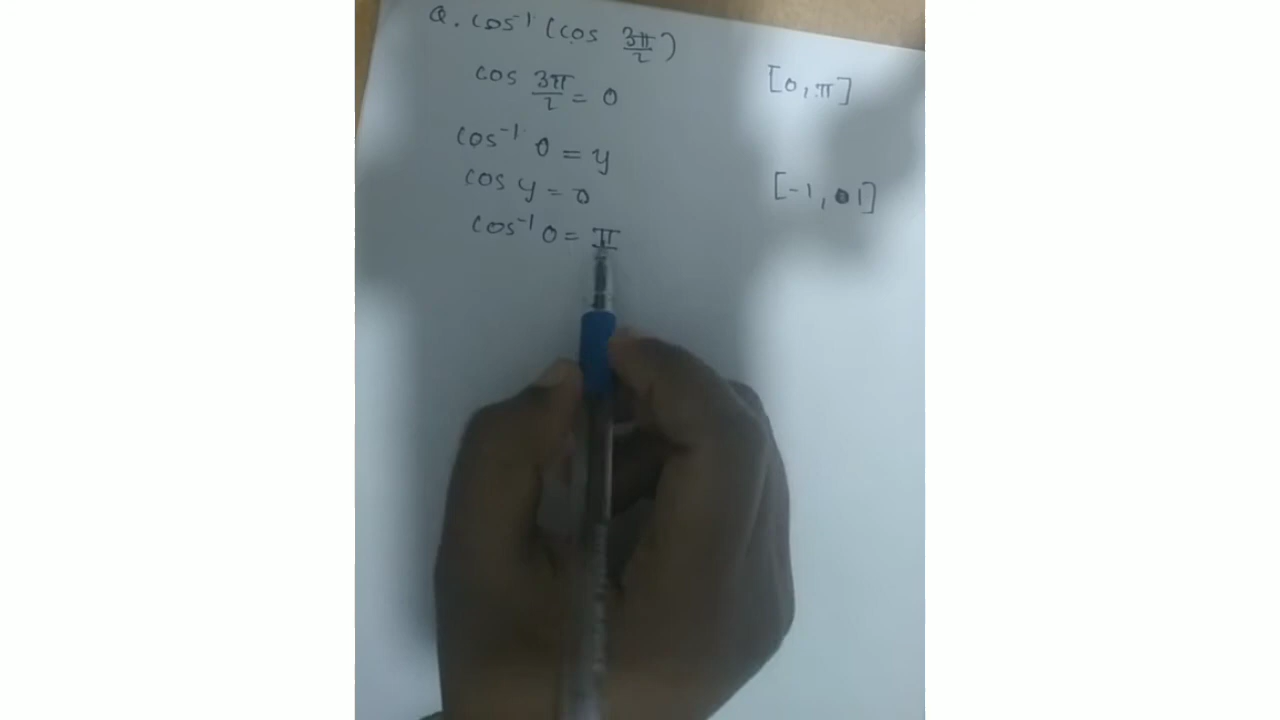 Q. cos⁻¹ (cos 3π/2)
[0, π]
cos 3π/2 = 0
cos⁻¹ 0 = y
[-1, 1]
cos y = 0
cos⁻¹ 0 = π